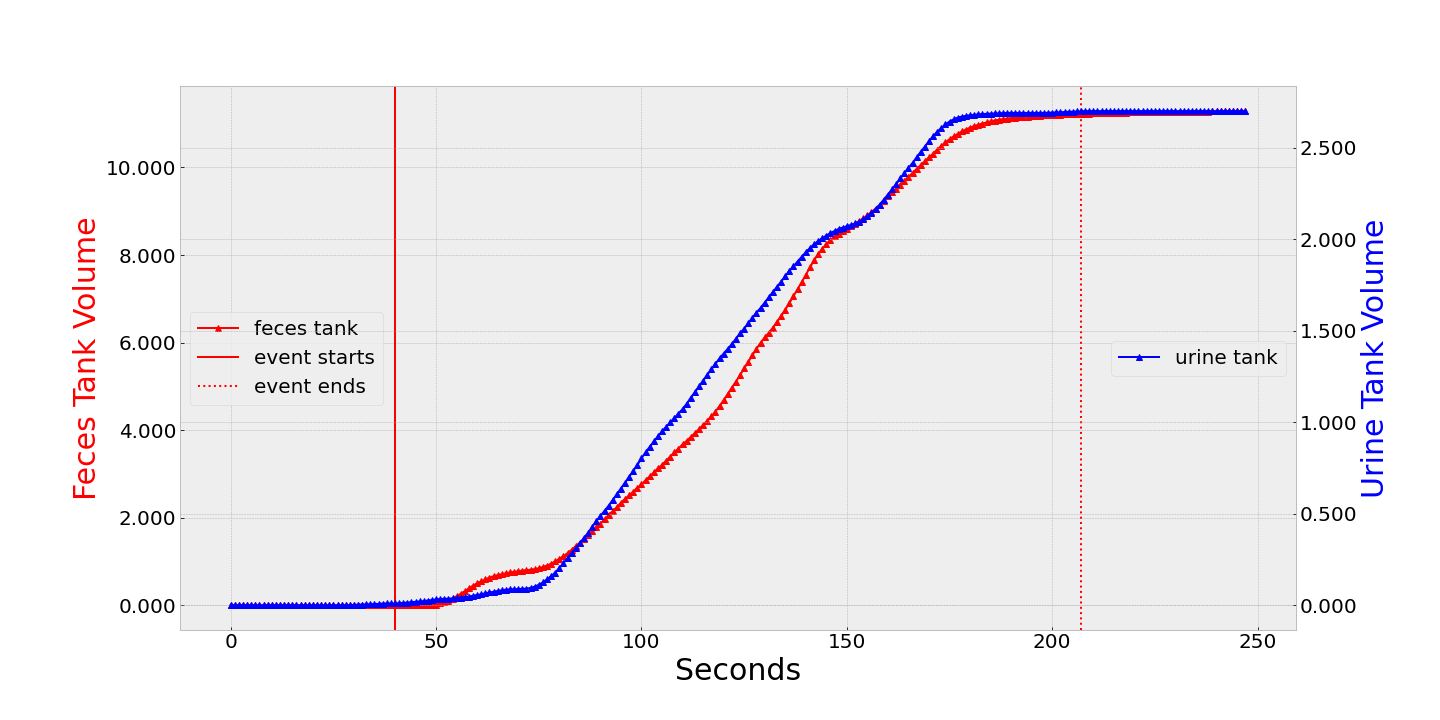 Feces Tank Volume
10.000
8.000
6.000
4.000
2.000
0.000
feces tank
event starts
event ends
urine tank
2.500
2.000
1.500
1.000
0.500
0.000
Urine Tank Volume
0 50 100 150 200 250
Seconds